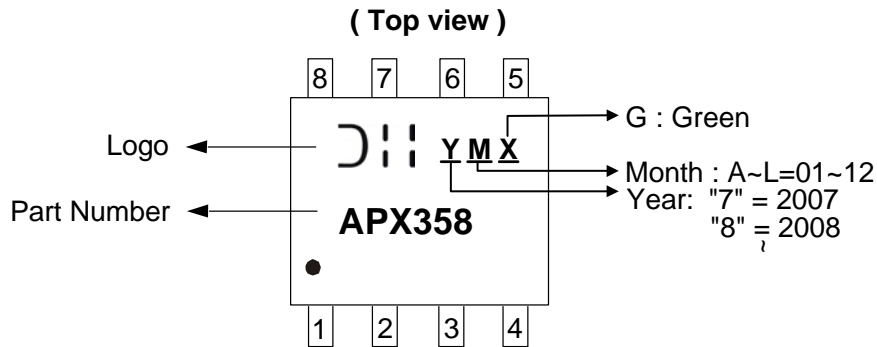 ( Top view )
8 7 6 5
G : Green
Logo
Y M X
Month : A~L=01~12
Part Number
Year: "7" = 2007
APX358
"8" = 2008
~
1 2 3 4